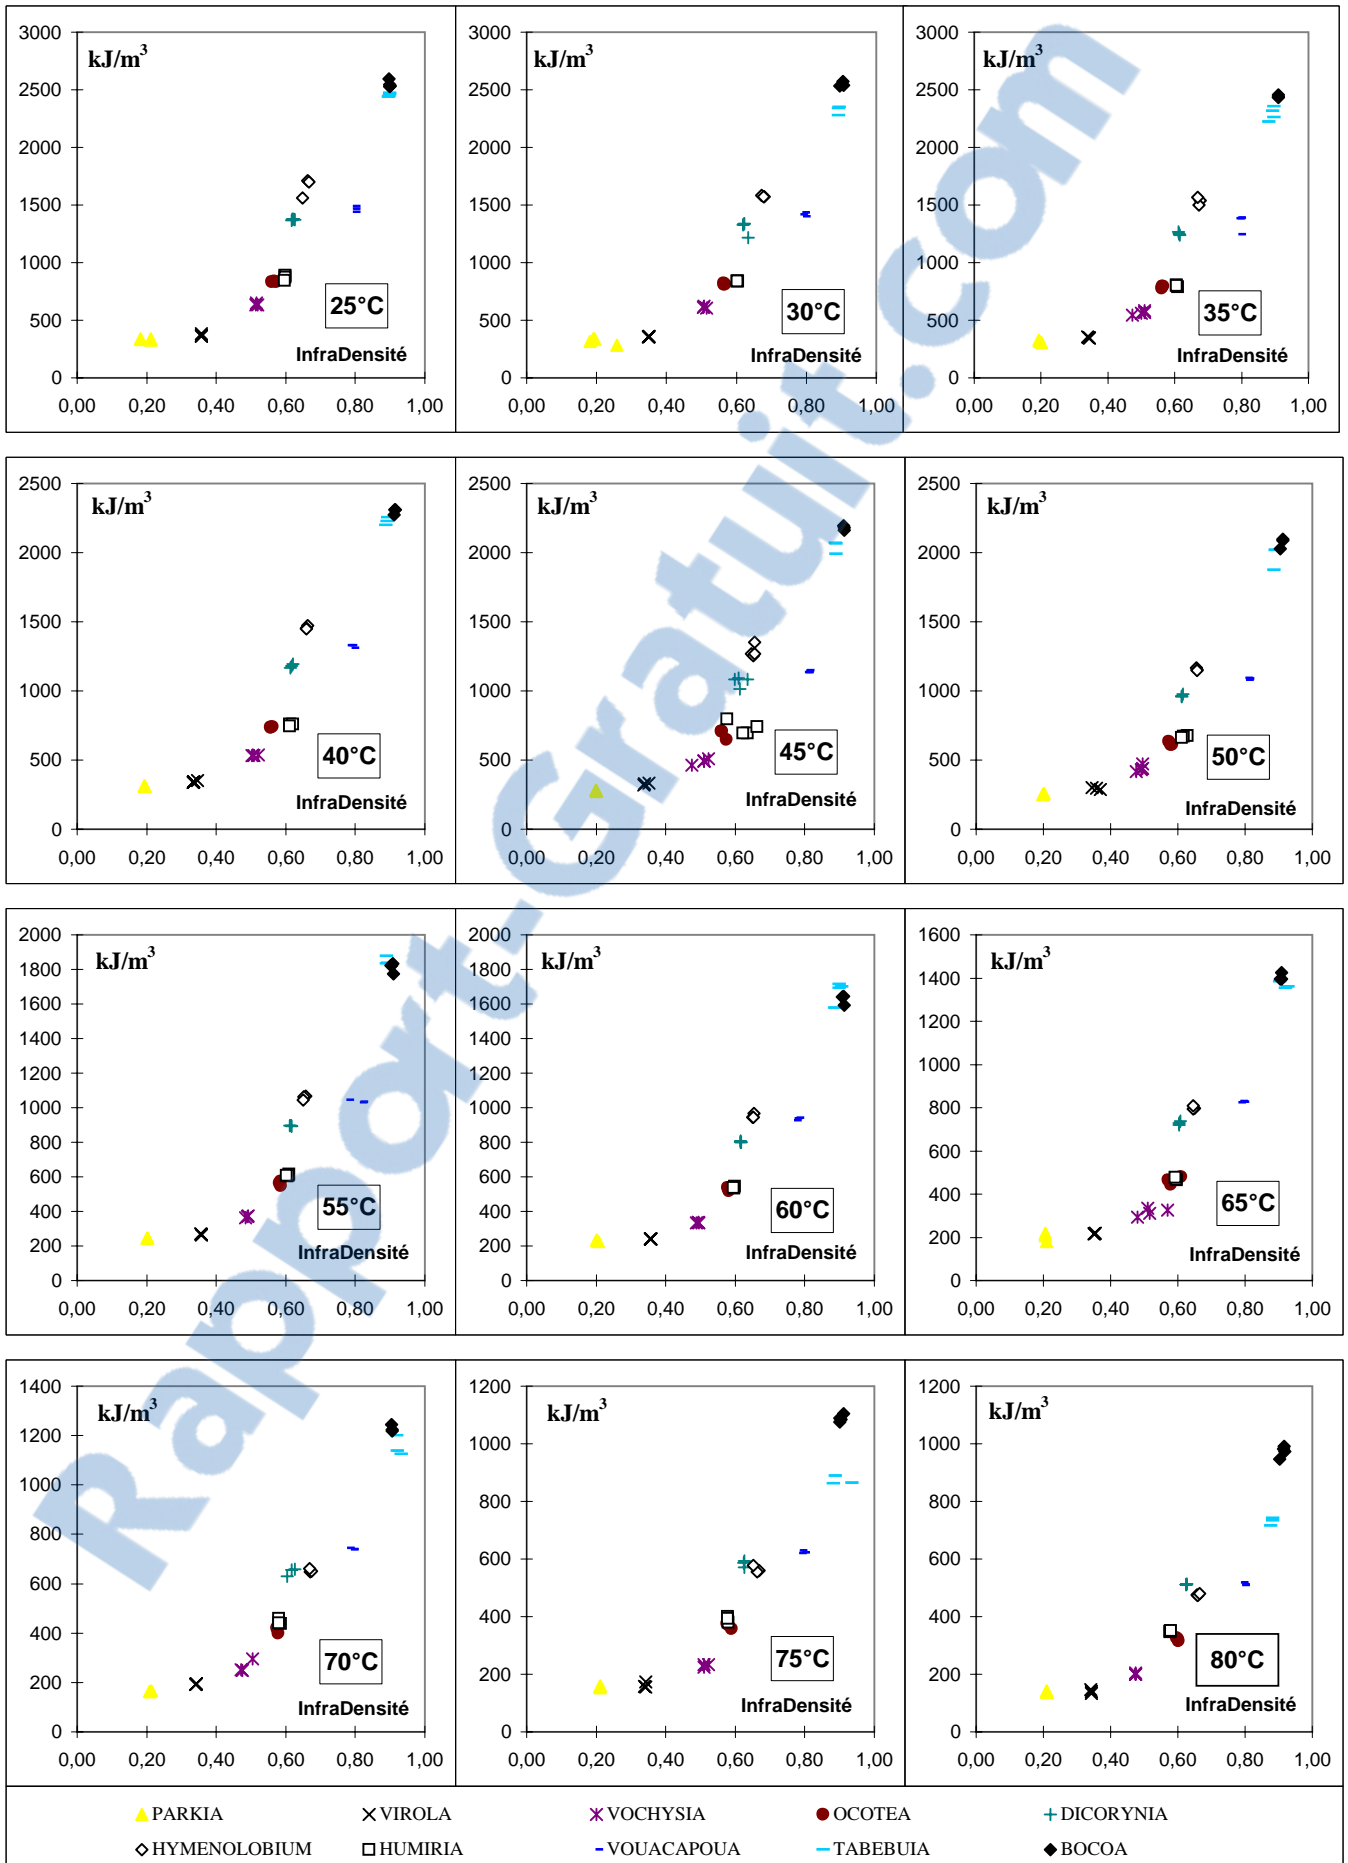 3000
2500
2000
1500
1000
500
0
kJ/m³
25°C
InfraDensité
0,00 0,20 0,40 0,60 0,80 1,00
3000
2500
2000
1500
1000
500
0
kJ/m³
30°C
InfraDensité
0,00 0,20 0,40 0,60 0,80 1,00
3000
2500
2000
1500
1000
500
0
kJ/m³
35°C
InfraDensité
0,00 0,20 0,40 0,60 0,80 1,00
2500
2000
1500
1000
500
0
kJ/m³
40°C
InfraDensité
0,00 0,20 0,40 0,60 0,80 1,00
2500
2000
1500
1000
500
0
kJ/m³
45°C
InfraDensité
0,00 0,20 0,40 0,60 0,80 1,00
2500
2000
1500
1000
500
0
kJ/m³
50°C
InfraDensité
0,00 0,20 0,40 0,60 0,80 1,00
2000
1800
1600
1400
1200
1000
800
600
400
200
0
kJ/m³
55°C
InfraDensité
0,00 0,20 0,40 0,60 0,80 1,00
2000
1800
1600
1400
1200
1000
800
600
400
200
0
kJ/m³
60°C
InfraDensité
0,00 0,20 0,40 0,60 0,80 1,00
1600
1400
1200
1000
800
600
400
200
0
kJ/m³
65°C
InfraDensité
0,00 0,20 0,40 0,60 0,80 1,00
1400
1200
1000
800
600
400
200
0
kJ/m³
70°C
InfraDensité
0,00 0,20 0,40 0,60 0,80 1,00
1200
1000
800
600
400
200
0
kJ/m³
75°C
InfraDensité
0,00 0,20 0,40 0,60 0,80 1,00
1200
1000
800
600
400
200
0
kJ/m³
80°C
InfraDensité
0,00 0,20 0,40 0,60 0,80 1,00
PARKIA VIROLA VOCHYSIA OCOTEA DICORYNIA
HYMENOLOBIUM HUMIRIA VOUACAPOUA TABEBUIA BOCOA
Rapport-Gratuit.com